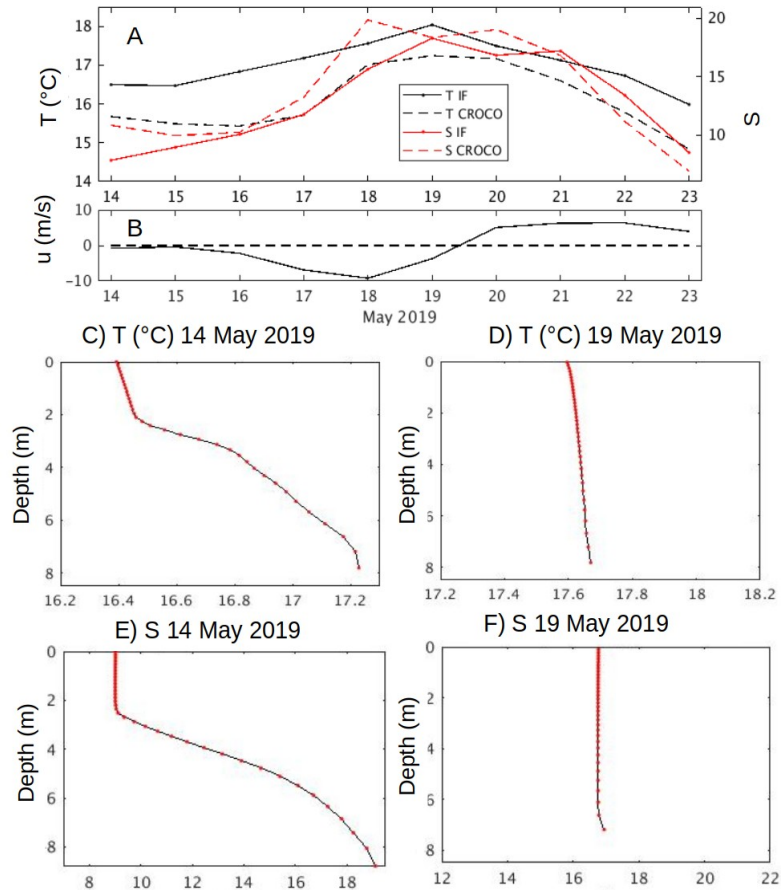 A
T (°C)
18
17
16
15
14
T IF
T CROCO
S IF
S CROCO
20
15
10
S
14 15 16 17 18 19 20 21 22 23
B
u (m/s)
10
0
−10
14 15 16 17 18 19 20 21 22 23
May 2019
C) T (°C) 14 May 2019
Depth (m)
0
2
4
6
8
16.2 16.4 16.6 16.8 17 17.2
D) T (°C) 19 May 2019
Depth (m)
0
2
4
6
8
17.2 17.4 17.6 17.8 18 18.2
E) S 14 May 2019
Depth (m)
0
2
4
6
8
8 10 12 14 16 18
F) S 19 May 2019
Depth (m)
0
2
4
6
8
12 14 16 18 20 22